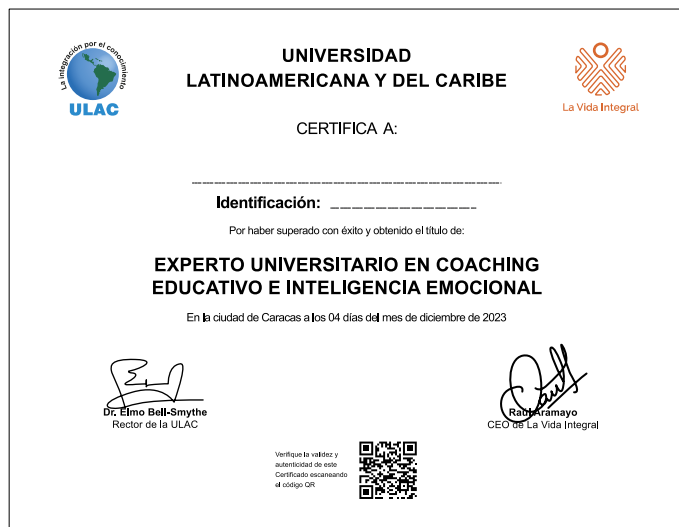 La integración por el conocimiento
ULAC
UNIVERSIDAD
LATINOAMERICANA Y DEL CARIBE
La Vida Integral
CERTIFICA A:
Identificación:
Por haber superado con éxito y obtenido el título de:
EXPERTO UNIVERSITARIO EN COACHING
EDUCATIVO E INTELIGENCIA EMOCIONAL
En la ciudad de Caracas a los 04 días del mes de diciembre de 2023
Dr. Elmo Bell-Smythe
Rector de la ULAC
Raúl Aramayo
CEO de La Vida Integral
Verifique la validez y
autenticidad de este
Certificado escaneando
el código QR